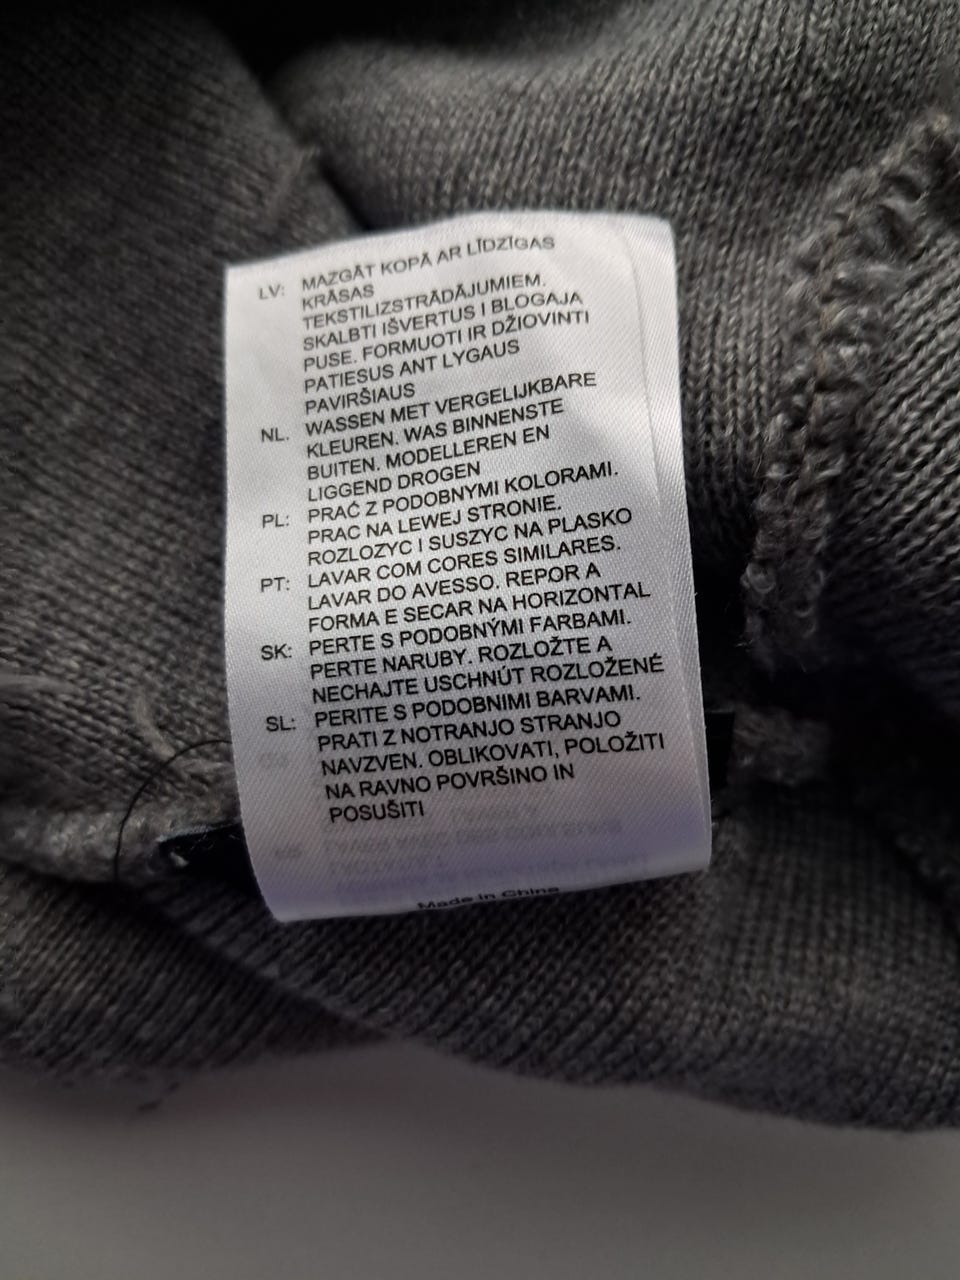 LV: MAZGĀT KOPĀ AR LĪDZĪGAS
KRĀSAS
TEKSTILIZSTRĀDĀJUMIEM.
SKALBTI IŠVERTUS I BLOGAJA
PUSE. FORMUOTI IR DŽIOVINTI
PATIESUS ANT LYGAUS
PAVIRŠIAUS
NL. WASSEN MET VERGELIJKBARE
KLEUREN. WAS BINNENSTE
BUITEN. MODELLEREN EN
LIGGEND DROGEN
PL: PRAĆ Z PODOBNYMI KOLORAMI.
PRAC NA LEWEJ STRONIE.
ROZLOZYC I SUSZYC NA PLASKO
PT: LAVAR COM CORES SIMILARES.
LAVAR DO AVESSO. REPOR A
FORMA E SECAR NA HORIZONTAL
SK: PERTE S PODOBNÝMI FARBAMI.
PERTE NARUBY. ROZLOŽTE A
NECHAJTE USCHNÚT ROZLOŽENÉ
SL: PERITE S PODOBNIMI BARVAMI.
PRATI Z NOTRANJO STRANJO
NAVZVEN. OBLIKOVATI, POLOŽITI
NA RAVNO POVRŠINO IN
POSUŠITI
Made in China